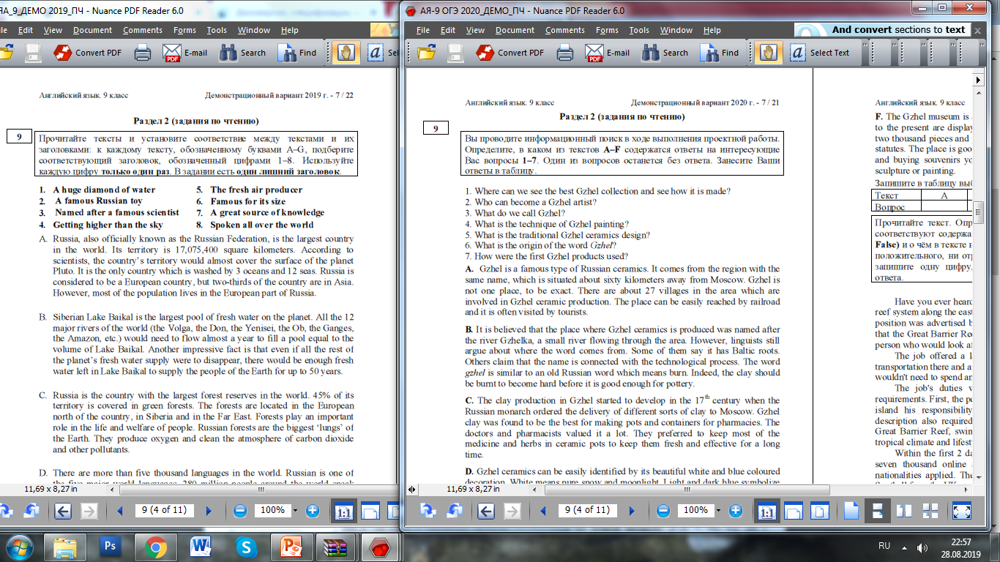 ЧА_9_ДЕМО 2019_ПЧ - Nuance PDF Reader 6.0
Edit View Document Comments Forms Tools Window Help
Convert PDF E-mail Search Find
Английский язык. 9 класс Демонстрационный вариант 2019 г. - 7 / 22
Раздел 2 (задания по чтению)
9
Прочитайте тексты и установите соответствие между текстами и их
заголовками: к каждому тексту, обозначенному буквами A–G, подберите
соответствующий заголовок, обозначенный цифрами 1–8. Используйте
каждую цифру только один раз. В задании есть один лишний заголовок.
1. A huge diamond of water 5. The fresh air producer
2. A famous Russian toy 6. Famous for its size
3. Named after a famous scientist 7. A great source of knowledge
4. Getting higher than the sky 8. Spoken all over the world
A. Russia, also officially known as the Russian Federation, is the largest country
in the world. Its territory is 17,075,400 square kilometers. According to
scientists, the country's territory would almost cover the surface of the planet
Pluto. It is the only country which is washed by 3 oceans and 12 seas. Russia is
considered to be a European country, but two-thirds of the country are in Asia.
However, most of the population lives in the European part of Russia.
B. Siberian Lake Baikal is the largest pool of fresh water on the planet. All the 12
major rivers of the world (the Volga, the Don, the Yenisei, the Ob, the Ganges,
the Amazon, etc.) would need to flow almost a year to fill a pool equal to the
volume of Lake Baikal. Another impressive fact is that even if all the rest of
the planet's fresh water supply were to disappear, there would be enough fresh
water left in Lake Baikal to supply the people of the Earth for up to 50 years.
C. Russia is the country with the largest forest reserves in the world. 45% of its
territory is covered in green forests. The forests are located in the European
north of the country, in Siberia and in the Far East. Forests play an important
role in the life and welfare of people. Russian forests are the biggest 'lungs' of
the Earth. They produce oxygen and clean the atmosphere of carbon dioxide
and other pollutants.
D. There are more than five thousand languages in the world. Russian is one of
the five major world languages. 280 million people around the world speak
11,69 x 8,27 in
9 (4 of 11) 100%
АЯ-9 ОГЭ 2020_ДЕМО_ПЧ - Nuance PDF Reader 6.0
File Edit View Document Comments Forms Tools Window Help
And convert sections to text
Convert PDF E-mail Search Find Select Text
Английский язык. 9 класс Демонстрационный вариант 2020 г. - 7 / 21
Раздел 2 (задания по чтению)
9
Вы проводите информационный поиск в ходе выполнения проектной работы.
Определите, в каком из текстов A–F содержатся ответы на интересующие
Вас вопросы 1–7. Один из вопросов останется без ответа. Занесите Ваши
ответы в таблицу.
1. Where can we see the best Gzhel collection and see how it is made?
2. Who can become a Gzhel artist?
3. What do we call Gzhel?
4. What is the technique of Gzhel painting?
5. What is the traditional Gzhel ceramics design?
6. What is the origin of the word Gzhel?
7. How were the first Gzhel products used?
A. Gzhel is a famous type of Russian ceramics. It comes from the region with the
same name, which is situated about sixty kilometers away from Moscow. Gzhel is
not one place, to be exact. There are about 27 villages in the area which are
involved in Gzhel ceramic production. The place can be easily reached by railroad
and it is often visited by tourists.
B. It is believed that the place where Gzhel ceramics is produced was named after
the river Gzhelka, a small river flowing through the area. However, linguists still
argue about where the word comes from. Some of them say it has Baltic roots.
Others claim that the name is connected with the technological process. The word
gzhel is similar to an old Russian word which means burn. Indeed, the clay should
be burnt to become hard before it is good enough for pottery.
C. The clay production in Gzhel started to develop in the 17th century when the
Russian monarch ordered the delivery of different sorts of clay to Moscow. Gzhel
clay was found to be the best for making pots and containers for pharmacies. The
doctors and pharmacists valued it a lot. They preferred to keep most of the
medicine and herbs in ceramic pots to keep them fresh and effective for a long
time.
D. Gzhel ceramics can be easily identified by its beautiful white and blue coloured
decoration. White means pure snow and moonlight. Light and dark blue symbolize
Английский язык. 9 класс
F. The Gzhel museum is
to the present are display
two thousand pieces and
statutes. The place is goo
and buying souvenirs yo
sculpture or painting.
Запишите в таблицу выб
Текст A
Вопрос
Прочитайте текст. Опр
соответствуют содержа
False) и о чём в тексте н
положительного, ни отр
запишите одну цифру,
ответа.
Have you ever heard
reef system along the east
position was advertised b
that the Great Barrier Ree
person who would look af
The job offered a l
transportation there and a
wouldn't need to spend an
The job's duties w
requirements. First, the pe
island his responsibility
description also required
Great Barrier Reef, swim
tropical climate and lifest
Within the first 2 da
seven thousand online
nationalities applied. The
11,69 x 8,27 in
9 (4 of 11) 100%
RU 22:57
28.08.2019